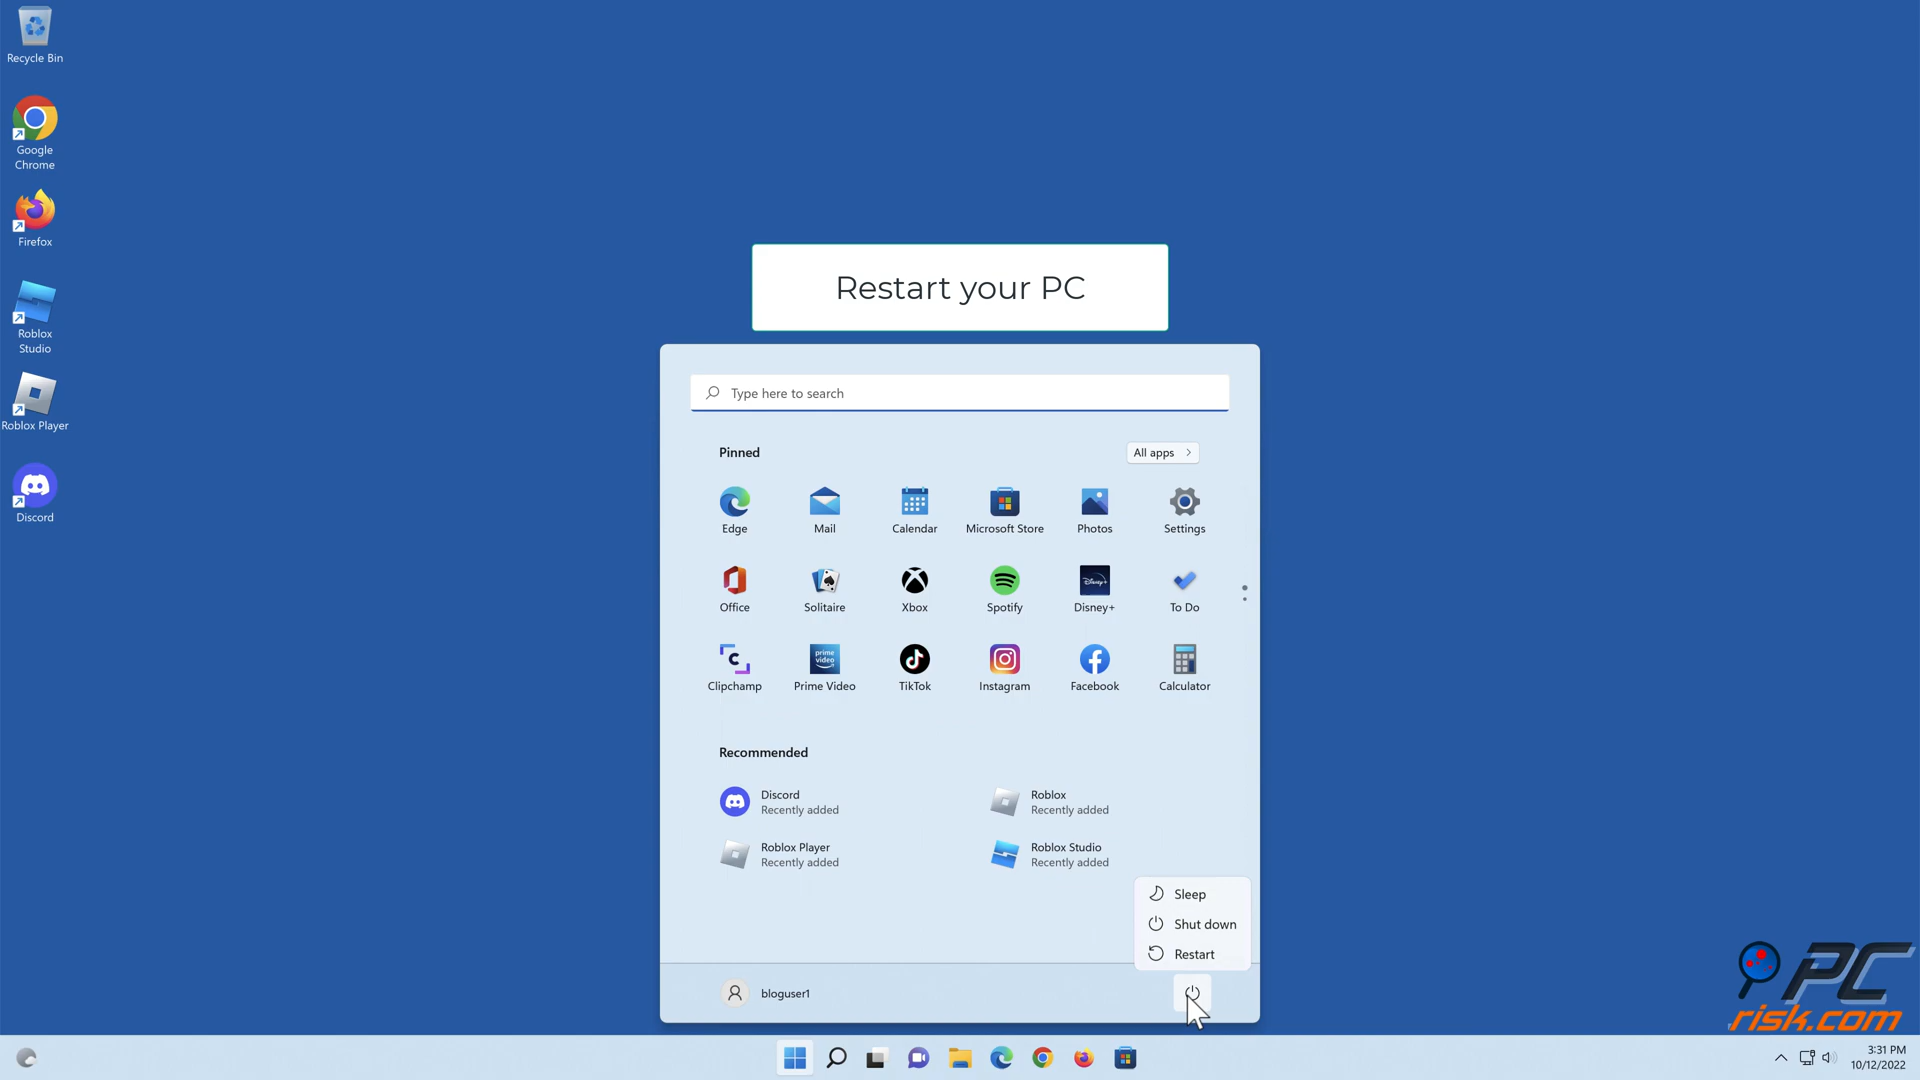 Recycle Bin
Google
Chrome
Firefox
Roblox
Studio
Roblox Player
Discord
Restart your PC
Type here to search
Pinned
All apps
Edge
Mail
Calendar
Microsoft Store
Photos
Settings
Office
Solitaire
Xbox
Spotify
Disney+
Disney+
To Do
prime
video
Clipchamp
Prime Video
TikTok
Instagram
Facebook
Calculator
Recommended
Discord
Recently added
Roblox
Recently added
Roblox Player
Recently added
Roblox Studio
Recently added
Sleep
Shut down
Restart
bloguser1
PC
risk.com
3:31 PM
10/12/2022